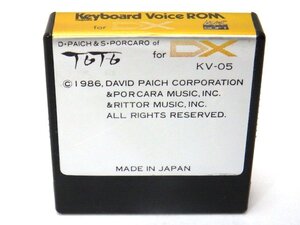 Keyboard Voice ROM
for DX
D·PAICH & S·PORCARO of
TOTO
for DX
KV-05
©1986, DAVID PAICH CORPORATION
& PORCARA MUSIC, INC.
& RITTOR MUSIC, INC.
ALL RIGHTS RESERVED.
MADE IN JAPAN